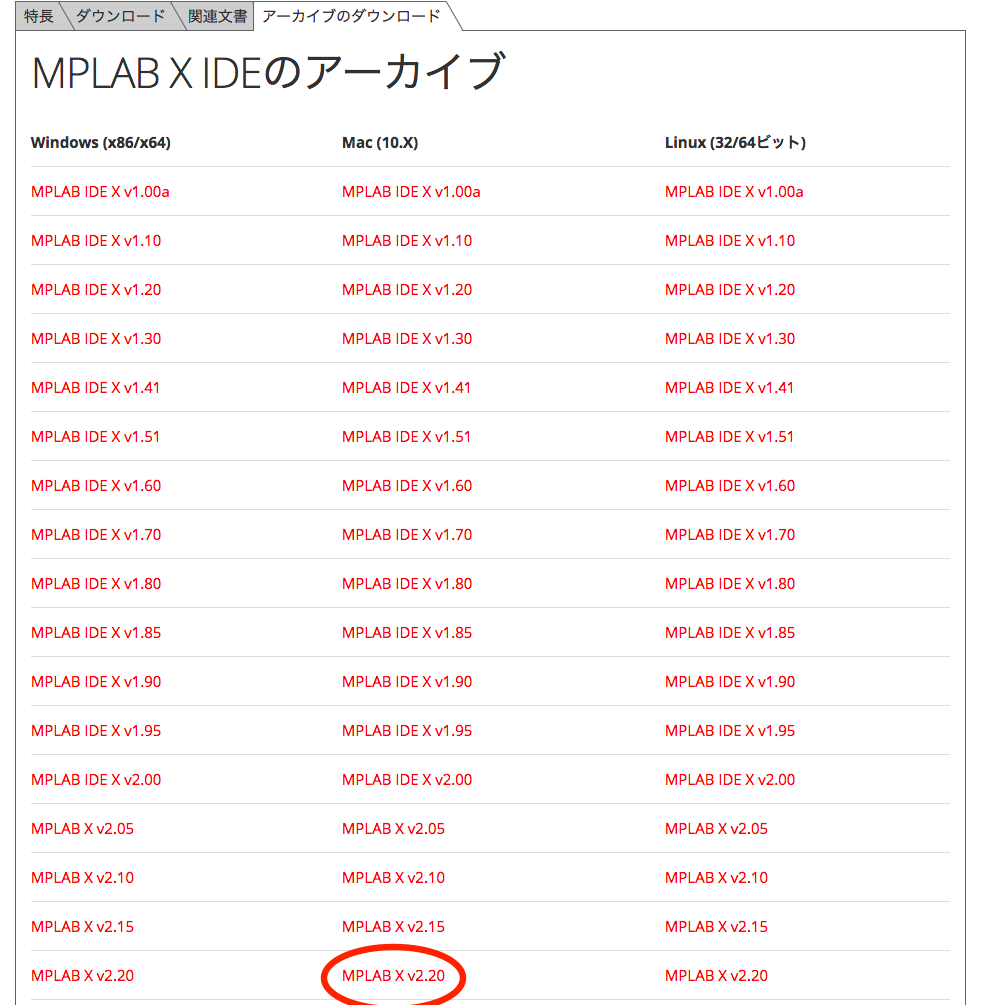 特長 ダウンロード 関連文書 アーカイブのダウンロード
MPLAB X IDEのアーカイブ
Windows (x86/x64) Mac (10.X) Linux (32/64ビット)
MPLAB IDE X v1.00a MPLAB IDE X v1.00a MPLAB IDE X v1.00a
MPLAB IDE X v1.10 MPLAB IDE X v1.10 MPLAB IDE X v1.10
MPLAB IDE X v1.20 MPLAB IDE X v1.20 MPLAB IDE X v1.20
MPLAB IDE X v1.30 MPLAB IDE X v1.30 MPLAB IDE X v1.30
MPLAB IDE X v1.41 MPLAB IDE X v1.41 MPLAB IDE X v1.41
MPLAB IDE X v1.51 MPLAB IDE X v1.51 MPLAB IDE X v1.51
MPLAB IDE X v1.60 MPLAB IDE X v1.60 MPLAB IDE X v1.60
MPLAB IDE X v1.70 MPLAB IDE X v1.70 MPLAB IDE X v1.70
MPLAB IDE X v1.80 MPLAB IDE X v1.80 MPLAB IDE X v1.80
MPLAB IDE X v1.85 MPLAB IDE X v1.85 MPLAB IDE X v1.85
MPLAB IDE X v1.90 MPLAB IDE X v1.90 MPLAB IDE X v1.90
MPLAB IDE X v1.95 MPLAB IDE X v1.95 MPLAB IDE X v1.95
MPLAB IDE X v2.00 MPLAB IDE X v2.00 MPLAB IDE X v2.00
MPLAB X v2.05 MPLAB X v2.05 MPLAB X v2.05
MPLAB X v2.10 MPLAB X v2.10 MPLAB X v2.10
MPLAB X v2.15 MPLAB X v2.15 MPLAB X v2.15
MPLAB X v2.20 MPLAB X v2.20 MPLAB X v2.20